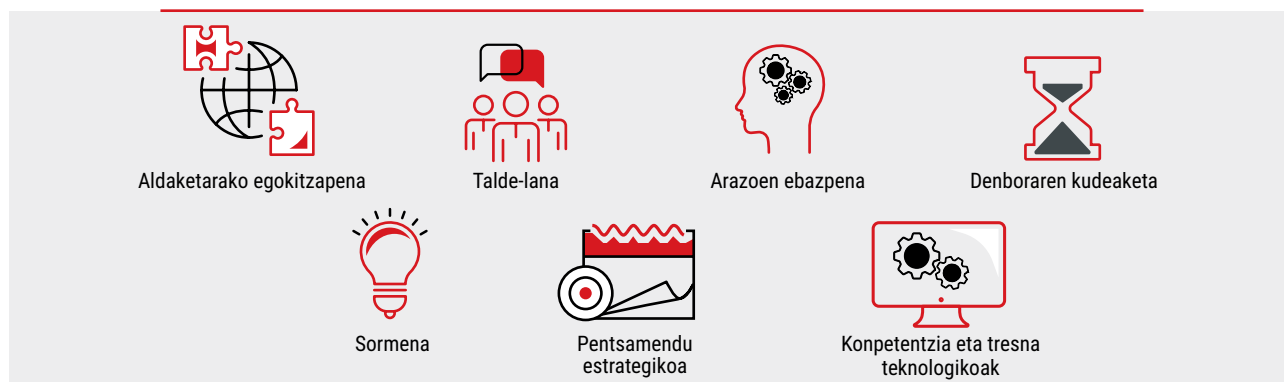 Aldaketarako egokitzapena
Talde-lana
Arazoen ebazpena
Denboraren kudeaketa
Sormena
Pentsamendu
estrategikoa
Konpetentzia eta tresna
teknologikoak